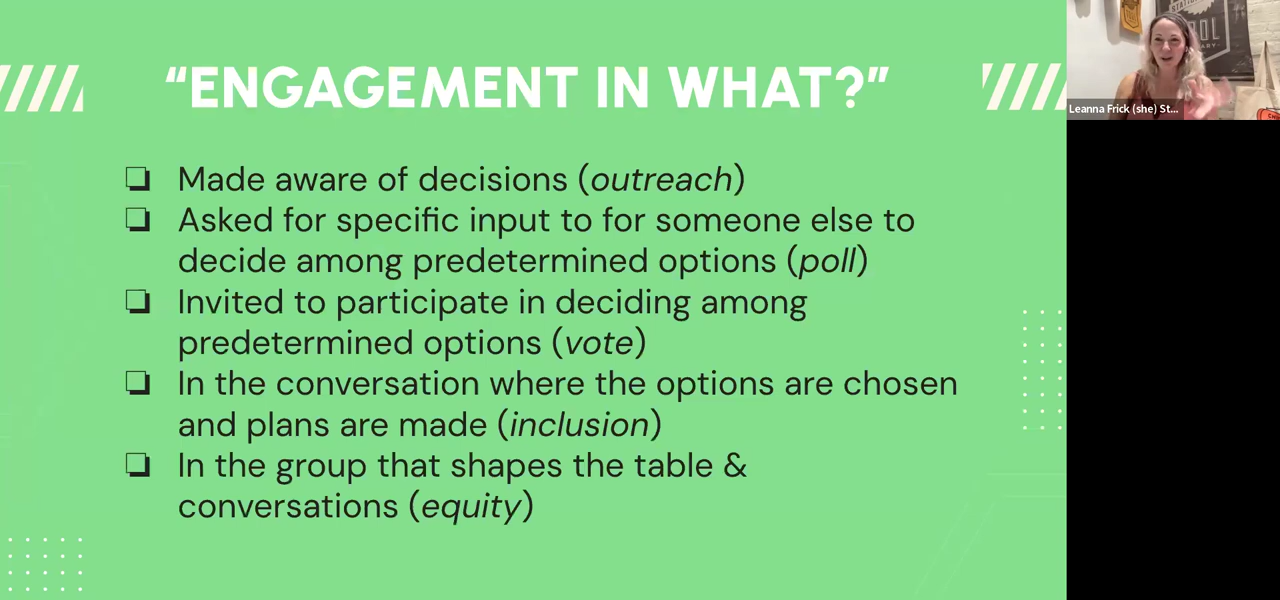 “ENGAGEMENT IN WHAT?”
❏ Made aware of decisions (outreach)
❏ Asked for specific input to for someone else to
decide among predetermined options (poll)
❏ Invited to participate in deciding among
predetermined options (vote)
❏ In the conversation where the options are chosen
and plans are made (inclusion)
❏ In the group that shapes the table &
conversations (equity)
Leanna Frick (she) St...